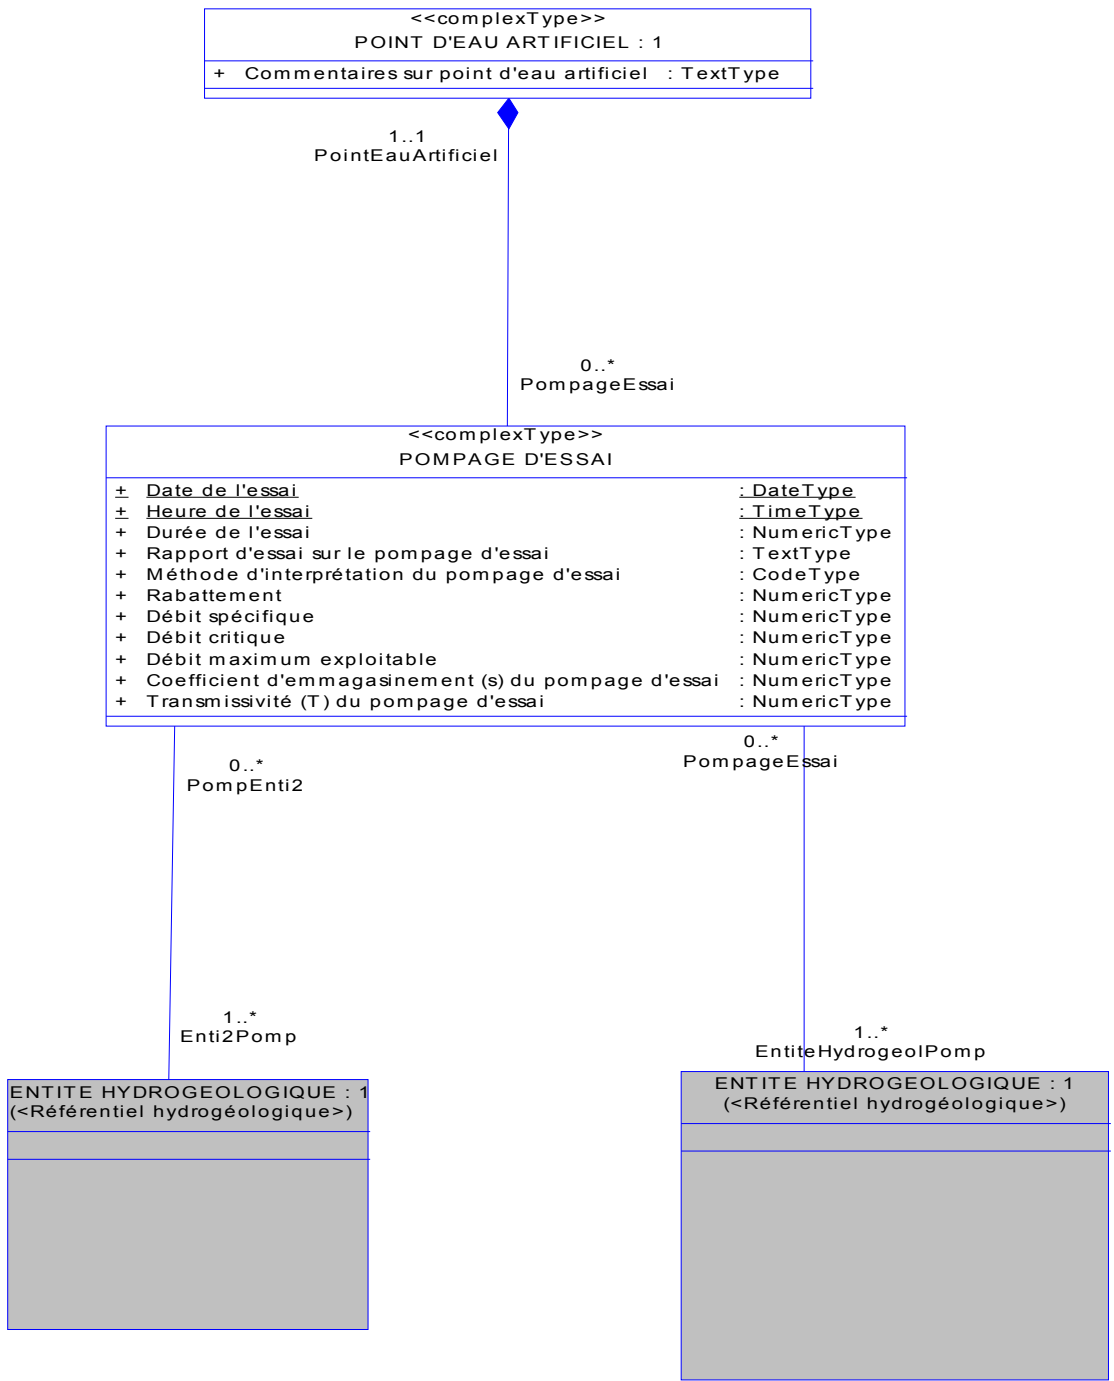 <<complexType>>
POINT D'EAU ARTIFICIEL : 1
+ Commentaires sur point d'eau artificiel : TextType
1..1
PointEauArtificiel
0..*
PompageEssai
<<complexType>>
POMPAGE D'ESSAI
+ Date de l'essai : DateType
+ Heure de l'essai : TimeType
+ Durée de l'essai : NumericType
+ Rapport d'essai sur le pompage d'essai : TextType
+ Méthode d'interprétation du pompage d'essai : CodeType
+ Rabattement : NumericType
+ Débit spécifique : NumericType
+ Débit critique : NumericType
+ Débit maximum exploitable : NumericType
+ Coefficient d'emmagasinement (s) du pompage d'essai : NumericType
+ Transmissivité (T) du pompage d'essai : NumericType
0..*
PompEnti2
0..*
PompageEssai
1..*
Enti2Pomp
1..*
EntiteHydrogeolPomp
ENTITE HYDROGEOLOGIQUE : 1
(<Référentiel hydrogéologique>)
ENTITE HYDROGEOLOGIQUE : 1
(<Référentiel hydrogéologique>)